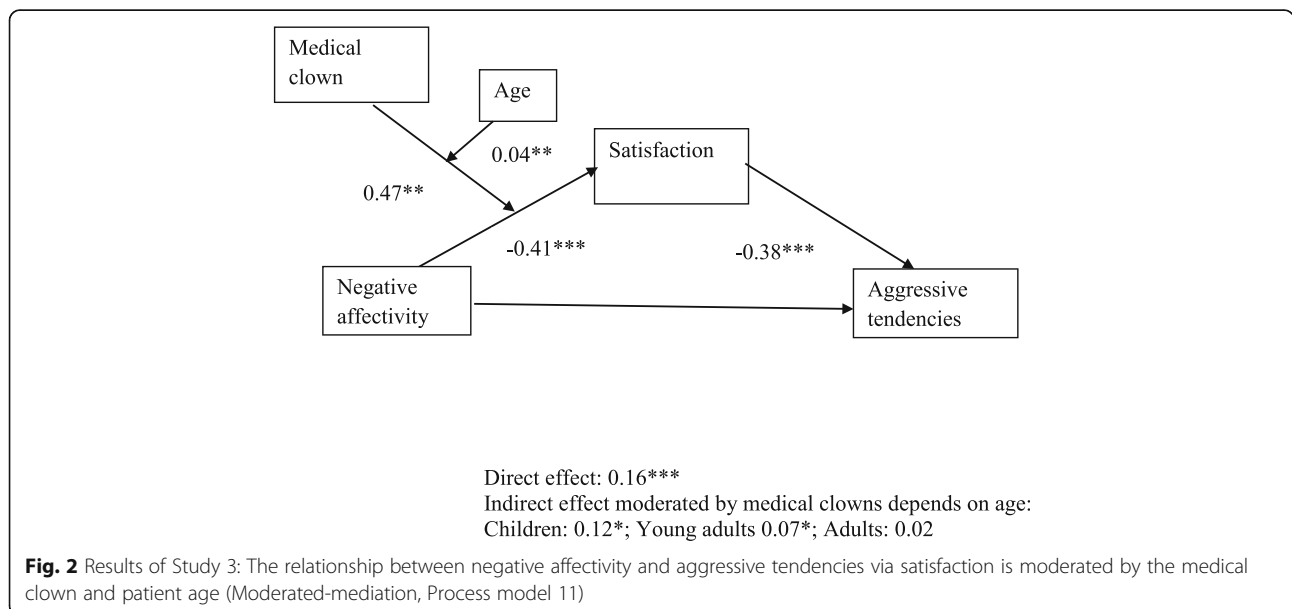 Medical
clown
Age
0.04**
Satisfaction
0.47**
-0.41***
-0.38***
Negative
affectivity
Aggressive
tendencies
Direct effect: 0.16***
Indirect effect moderated by medical clowns depends on age:
Children: 0.12*; Young adults 0.07*; Adults: 0.02
Fig. 2 Results of Study 3: The relationship between negative affectivity and aggressive tendencies via satisfaction is moderated by the medical
clown and patient age (Moderated-mediation, Process model 11)